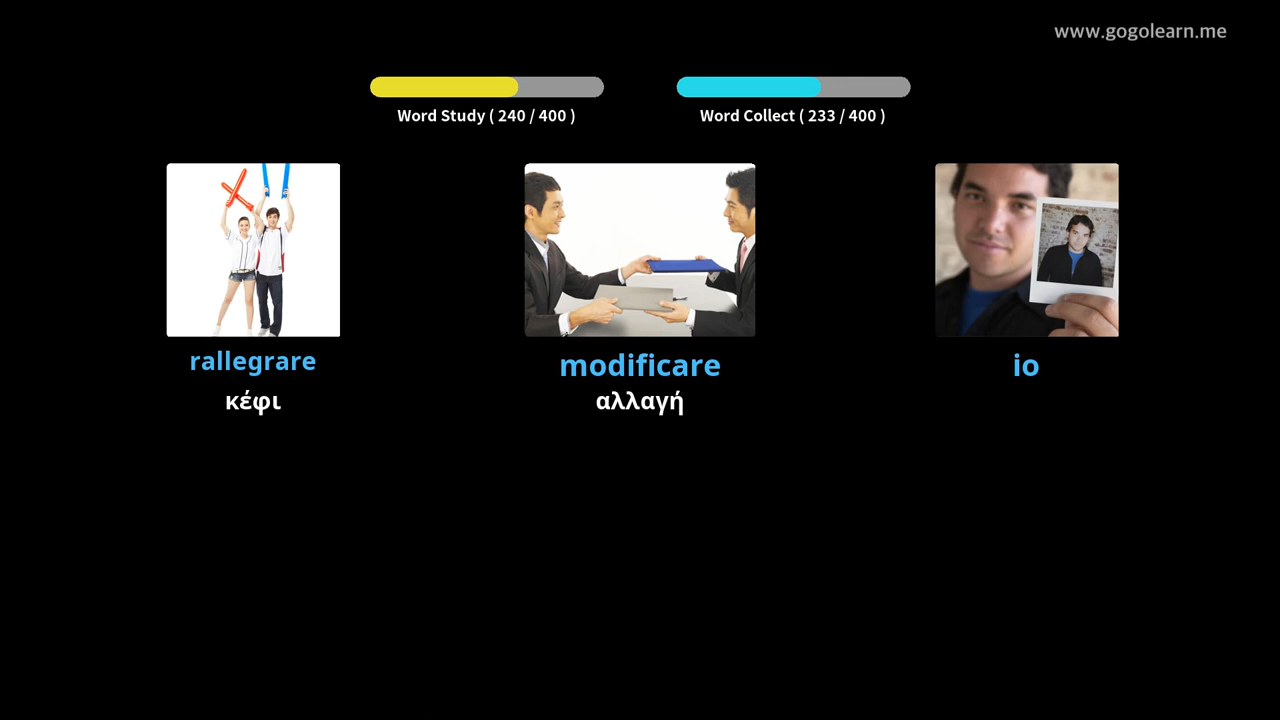 www.gogolearn.me
Word Study ( 240 / 400 )
Word Collect ( 233 / 400 )
rallegrare
κέφι
modificare
αλλαγή
io